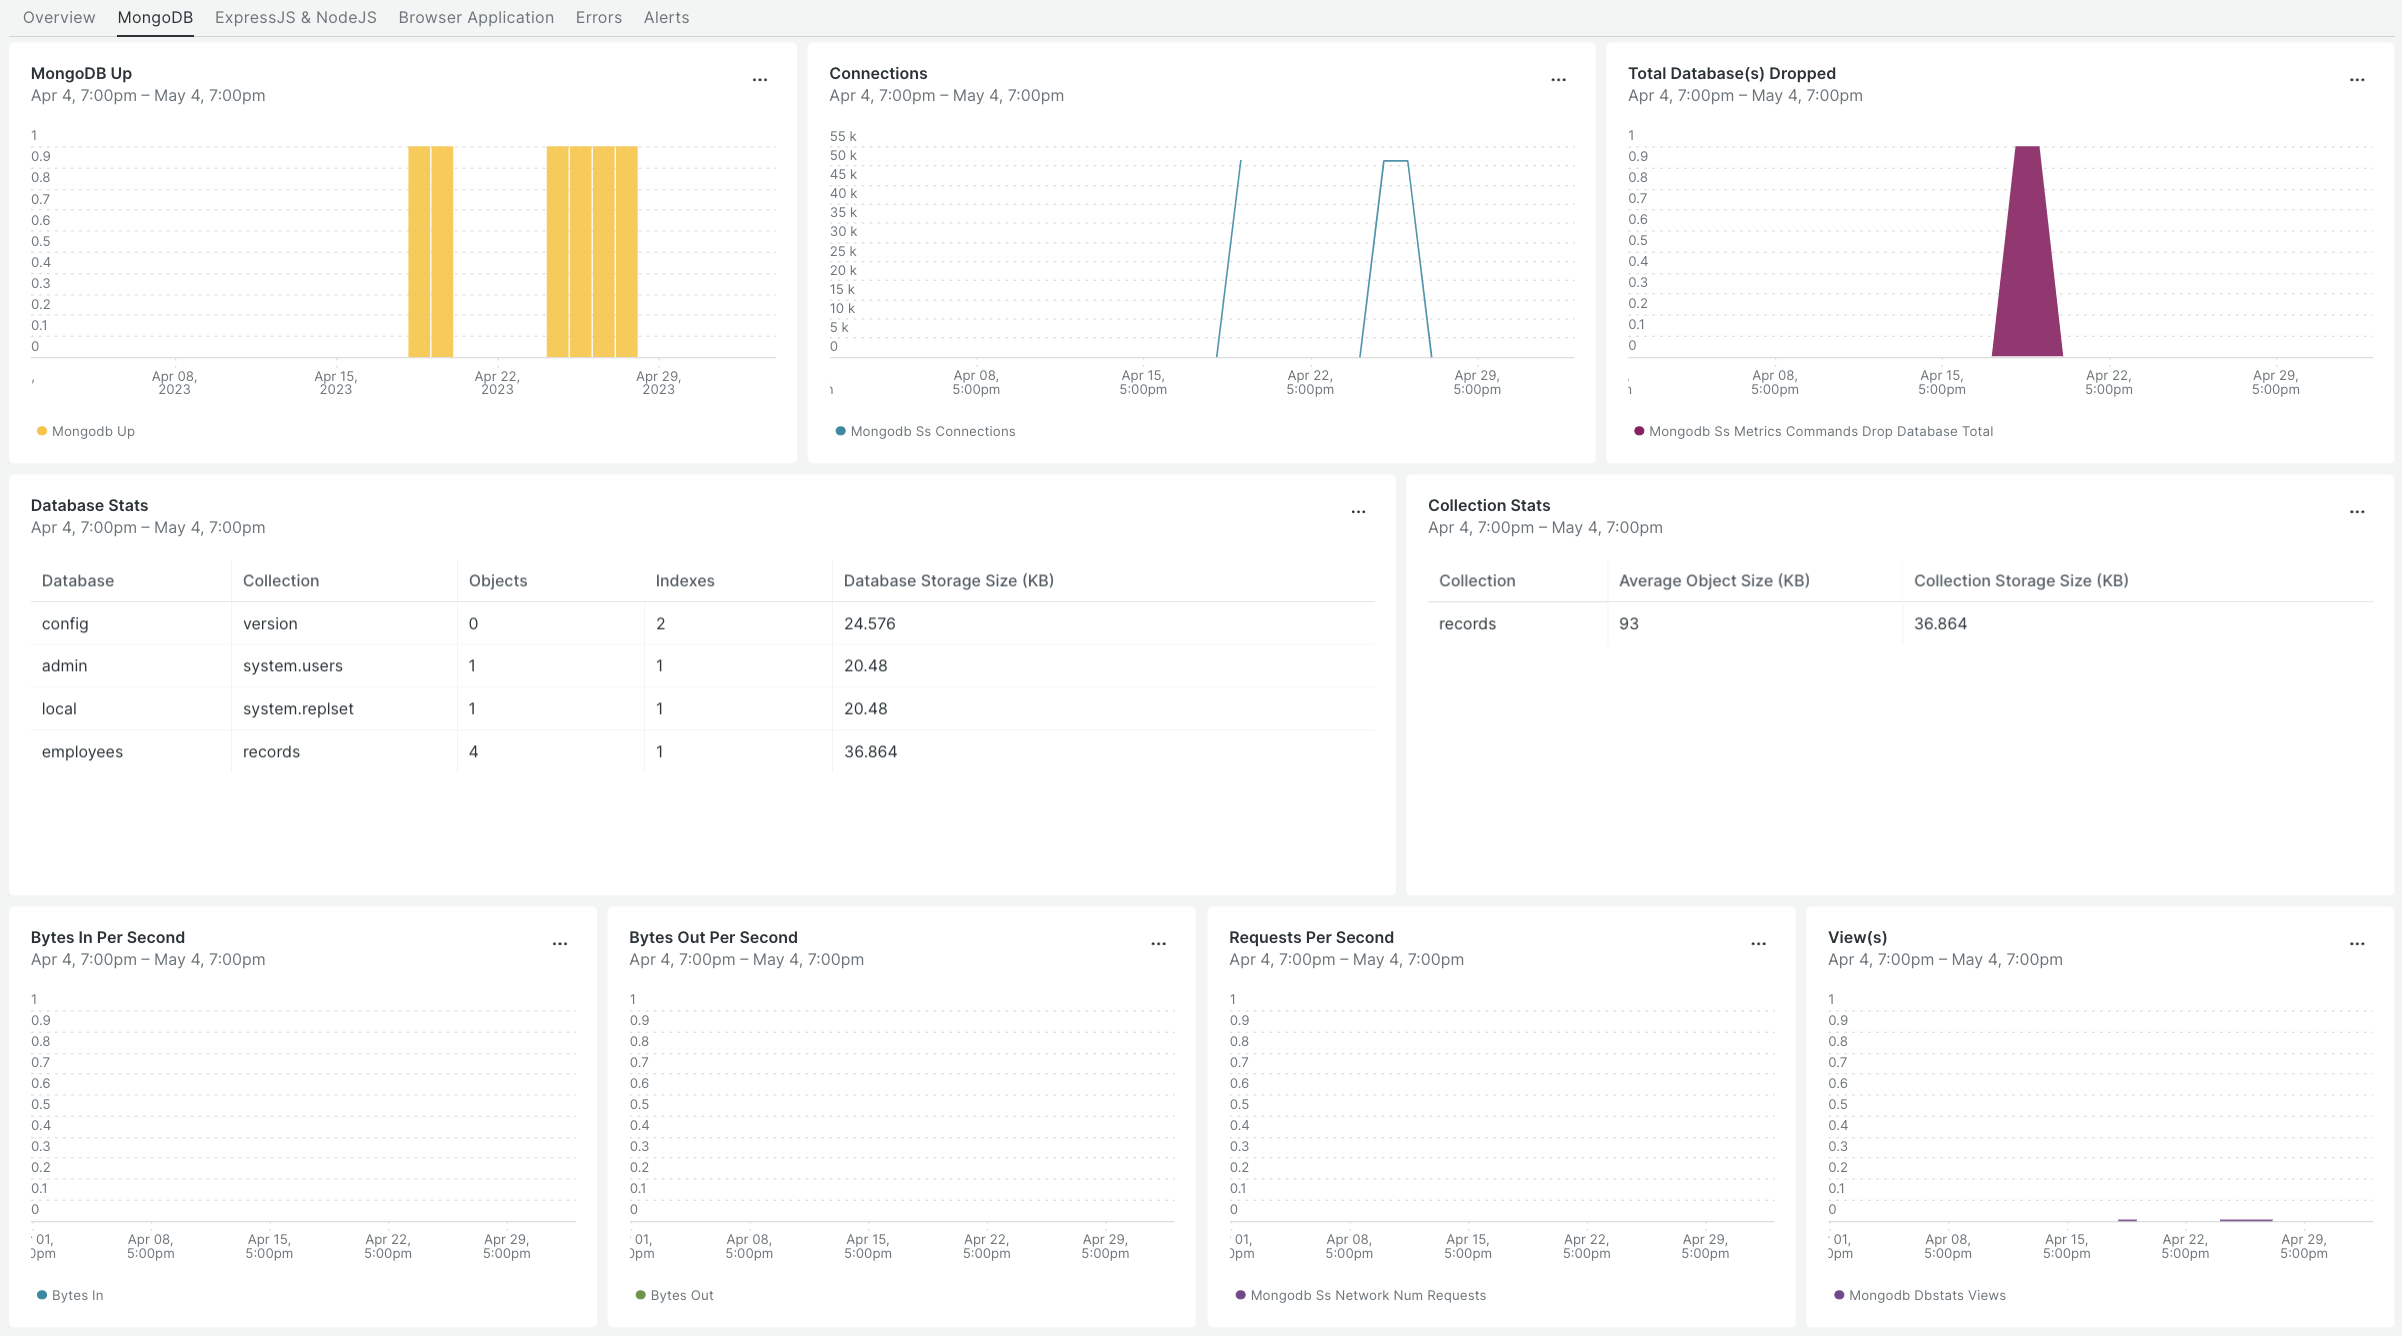 Overview MongoDB ExpressJS & NodeJS Browser Application Errors Alerts
MongoDB Up
Apr 4, 7:00pm – May 4, 7:00pm
1
0.9
0.8
0.7
0.6
0.5
0.4
0.3
0.2
0.1
0
,
Apr 08, Apr 15, Apr 22, Apr 29,
2023 2023 2023 2023
Mongodb Up
Connections
Apr 4, 7:00pm – May 4, 7:00pm
55 k
50 k
45 k
40 k
35 k
30 k
25 k
20 k
15 k
10 k
5 k
0
Apr 08, Apr 15, Apr 22, Apr 29,
5:00pm 5:00pm 5:00pm 5:00pm
Mongodb Ss Connections
Total Database(s) Dropped
Apr 4, 7:00pm – May 4, 7:00pm
1
0.9
0.8
0.7
0.6
0.5
0.4
0.3
0.2
0.1
0
Apr 08, Apr 15, Apr 22, Apr 29,
5:00pm 5:00pm 5:00pm 5:00pm
Mongodb Ss Metrics Commands Drop Database Total
Database Stats
Apr 4, 7:00pm – May 4, 7:00pm
Database Collection Objects Indexes Database Storage Size (KB)
config version 0 2 24.576
admin system.users 1 1 20.48
local system.replset 1 1 20.48
employees records 4 1 36.864
Collection Stats
Apr 4, 7:00pm – May 4, 7:00pm
Collection Average Object Size (KB) Collection Storage Size (KB)
records 93 36.864
Bytes In Per Second
Apr 4, 7:00pm – May 4, 7:00pm
1
0.9
0.8
0.7
0.6
0.5
0.4
0.3
0.2
0.1
0
01, Apr 08, Apr 15, Apr 22, Apr 29,
0pm 5:00pm 5:00pm 5:00pm 5:00pm
Bytes In
Bytes Out Per Second
Apr 4, 7:00pm – May 4, 7:00pm
1
0.9
0.8
0.7
0.6
0.5
0.4
0.3
0.2
0.1
0
01, Apr 08, Apr 15, Apr 22, Apr 29,
0pm 5:00pm 5:00pm 5:00pm 5:00pm
Bytes Out
Requests Per Second
Apr 4, 7:00pm – May 4, 7:00pm
1
0.9
0.8
0.7
0.6
0.5
0.4
0.3
0.2
0.1
0
01, Apr 08, Apr 15, Apr 22, Apr 29,
0pm 5:00pm 5:00pm 5:00pm 5:00pm
Mongodb Ss Network Num Requests
View(s)
Apr 4, 7:00pm – May 4, 7:00pm
1
0.9
0.8
0.7
0.6
0.5
0.4
0.3
0.2
0.1
0
01, Apr 08, Apr 15, Apr 22, Apr 29,
0pm 5:00pm 5:00pm 5:00pm 5:00pm
Mongodb Dbstats Views